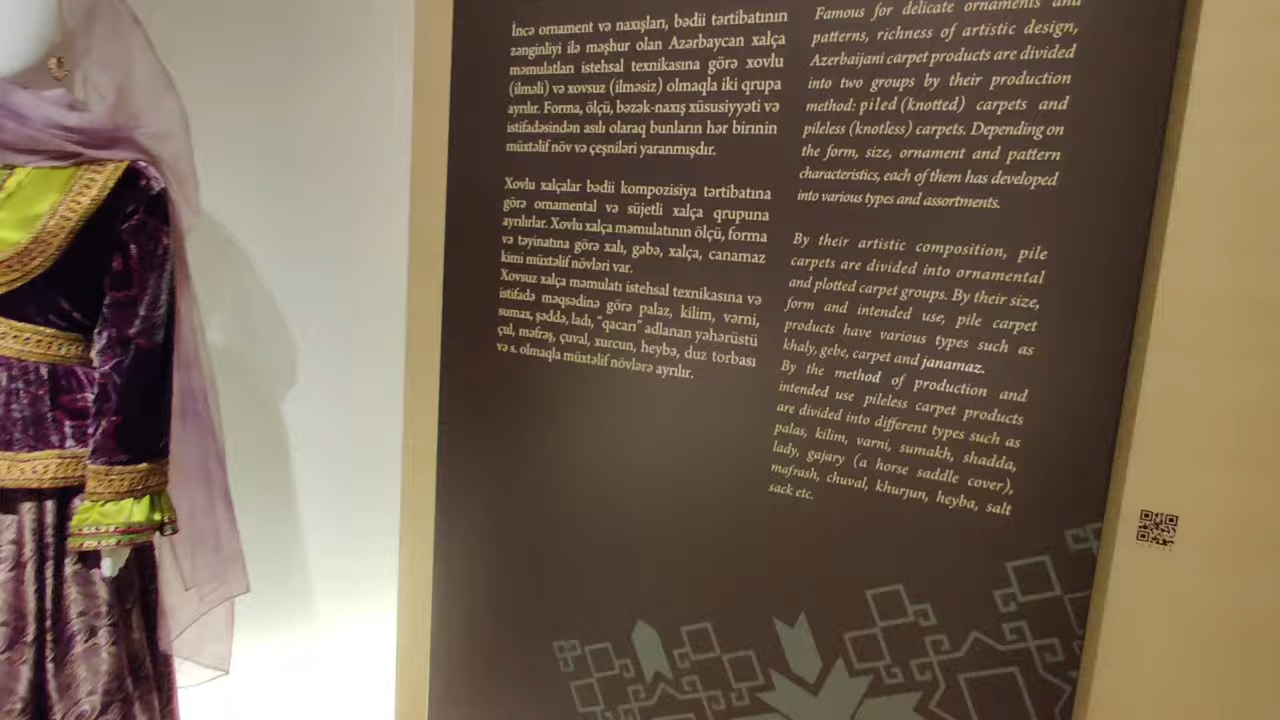 İncə ornament və naxışları, bədii tərtibatının
zənginliyi ilə məşhur olan Azərbaycan xalça
məmulatları istehsal texnikasına görə xovlu
(ilməli) və xovsuz (ilməsiz) olmaqla iki qrupa
ayrılır. Forma, ölçü, bəzək-naxış xüsusiyyəti və
istifadəsindən asılı olaraq bunların hər birinin
müxtəlif növ və çeşniləri yaranmışdır.
Xovlu xalçalar bədii kompozisiya tərtibatına
görə ornamental və süjetli xalça qrupuna
ayrılırlar. Xovlu xalça məmulatının ölçü, forma
və təyinatına görə xalı, gəbə, xalça, canamaz
kimi müxtəlif növləri var.
Xovsuz xalça məmulatı istehsal texnikasına və
istifadə məqsədinə görə palaz, kilim, vərni,
sumax, şəddə, ladı, "qacarı" adlanan yəhərüstü
çul, məfrəş, çuval, xurcun, heybə, duz torbası
və s. olmaqla müxtəlif növlərə ayrılır.
Famous for delicate ornaments and
patterns, richness of artistic design,
Azerbaijani carpet products are divided
into two groups by their production
method: piled (knotted) carpets and
pileless (knotless) carpets. Depending on
the form, size, ornament and pattern
characteristics, each of them has developed
into various types and assortments.
By their artistic composition, pile
carpets are divided into ornamental
and plotted carpet groups. By their size,
form and intended use, pile carpet
products have various types such as
khaly, gebe, carpet and janamaz.
By the method of production and
intended use pileless carpet products
are divided into different types such as
palas, kilim, varni, sumakh, shadda,
lady, gajary (a horse saddle cover),
mafrash, chuval, khurjun, heyba, salt
sack etc.